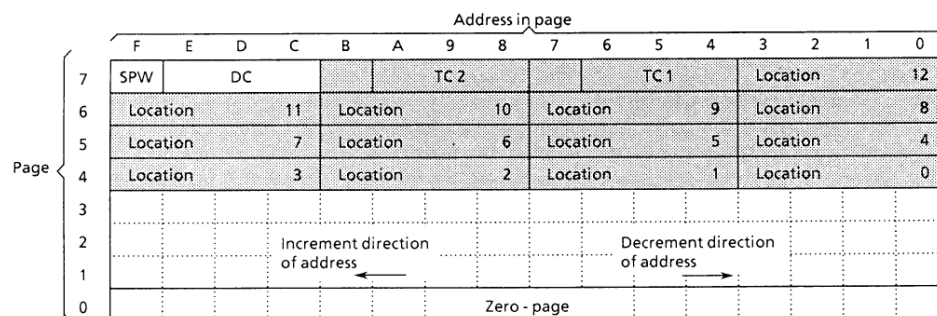 Address in page
F E D C B A 9 8 7 6 5 4 3 2 1 0
7 SPW DC TC 2 TC 1 Location 12
6 Location 11 Location 10 Location 9 Location 8
5 Location 7 Location 6 Location 5 Location 4
Page
4 Location 3 Location 2 Location 1 Location 0
3
2 Increment direction Decrement direction
of address of address
1
0 Zero - page